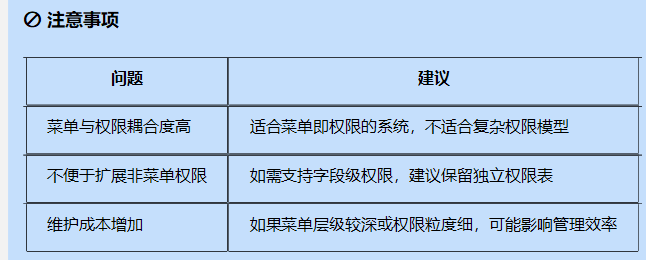 注意事项
问题 建议
菜单与权限耦合度高 适合菜单即权限的系统，不适合复杂权限模型
不便于扩展非菜单权限 如需支持字段级权限，建议保留独立权限表
维护成本增加 如果菜单层级较深或权限粒度细，可能影响管理效率